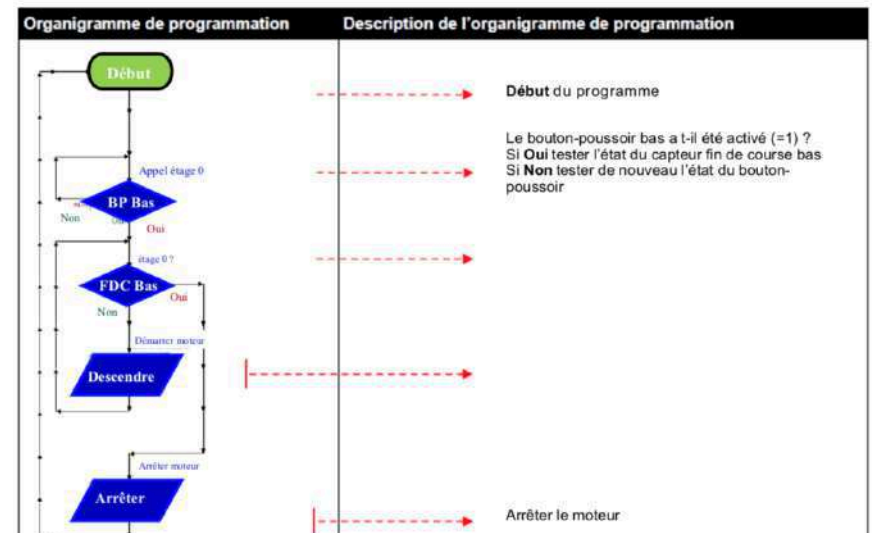 Organigramme de programmation
Description de l'organigramme de programmation
Début
Début du programme
Le bouton-poussoir bas a t-il été activé (=1) ?
Si Oui tester l'état du capteur fin de course bas
Si Non tester de nouveau l'état du bouton-
poussoir
Appel étage 0
BP Bas
Non
Oui
étage 0 ?
FDC Bas
Oui
Non
Démarrer moteur
Descendre
Arrêter moteur
Arrêter
Arrêter le moteur